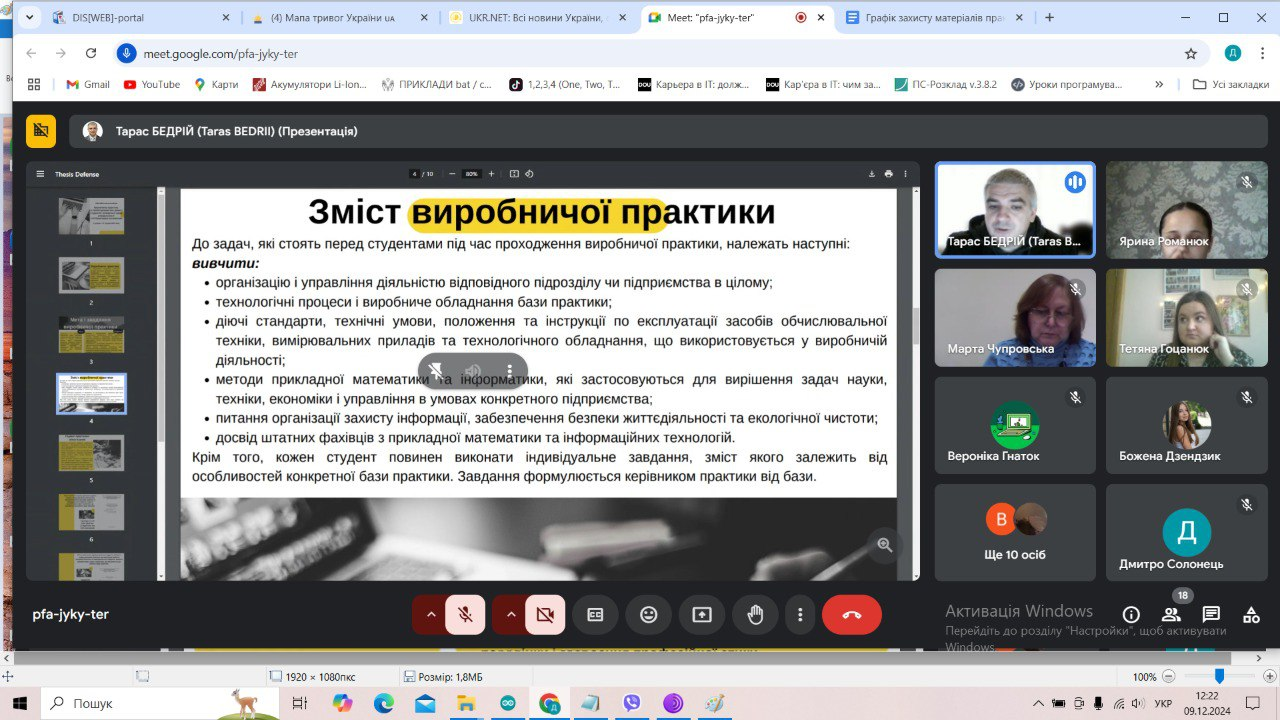 DIS(WEB)-portal
(4) Мапа тривог України
UKR.NET: Всі новини України,
Meet: "pfa-jyky-ter"
Графік захисту матеріалів пра
meet.google.com/pfa-jyky-ter
Д
Gmail
YouTube
Карти
Акумулятори Li-Ion...
ПРИКЛАДИ bat / c...
1,2,3,4 (One, Two, T...
DOU
Карьера в IT: долж...
DOU
Кар'єра в IT: чим за...
ПС-Розклад v.3.8.2
Уроки програмува...
»
Усі закладки
Тарас БЕДРІЙ (Taras BEDRII) (Презентація)
Thesis Defense
4 / 10
80%
1
2
3
4
5
6
Зміст виробничої практики
До задач, які стоять перед студентами під час проходження виробничої практики, належать наступні:
вивчити:
• організацію і управління діяльністю відповідного підрозділу чи підприємства в цілому;
• технологічні процеси і виробниче обладнання бази практики;
• діючі стандарти, технічні умови, положення та інструкції по експлуатації засобів обчислювальної
техніки, вимірювальних приладів та технологічного обладнання, що використовується у виробничій
діяльності;
• методи прикладної математики та інформатики, які застосовуються для вирішення задач науки,
техніки, економіки і управління в умовах конкретного підприємства;
• питання організації захисту інформації, забезпечення безпеки життєдіяльності та екологічної чистоти;
• досвід штатних фахівців з прикладної математики та інформаційних технологій.
Крім того, кожен студент повинен виконати індивідуальне завдання, зміст якого залежить від
особливостей конкретної бази практики. Завдання формулюється керівником практики від бази.
Тарас БЕДРІЙ (Taras B...
Ярина Романюк
Марта Чупровська
Тетяна Гоцанюк
Вероніка Гнаток
Божена Дзендзик
В
Ще 10 осіб
Д
Дмитро Солонець
pfa-jyky-ter
18
Активація Windows
Перейдіть до розділу "Настройки", щоб активувати
Windows.
1920 × 1080пкс
Розмір: 1,8МБ
100%
Пошук
УКР
12:22
09.12.2024